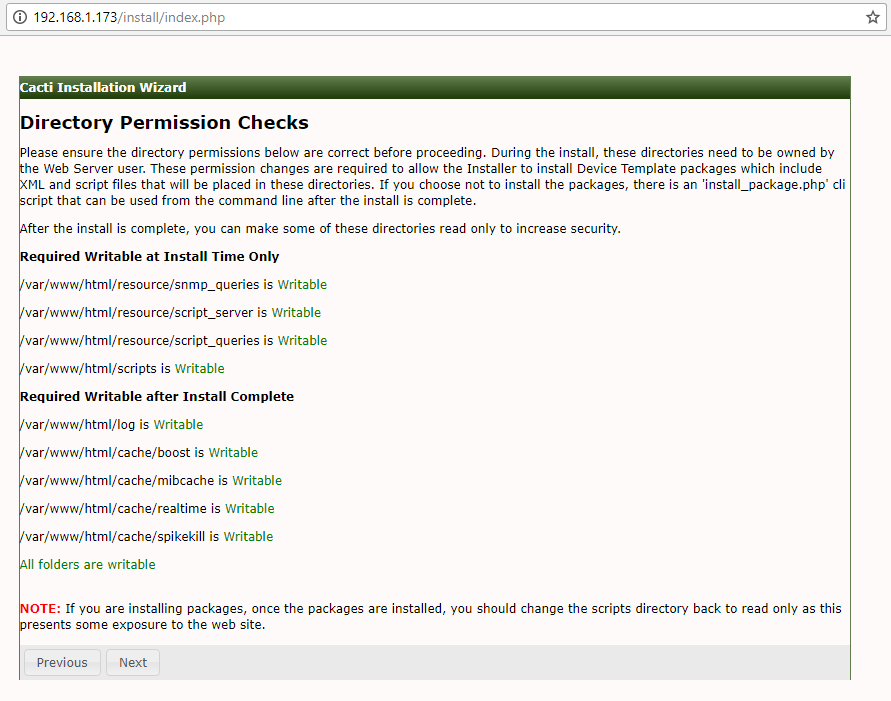 192.168.1.173/install/index.php
Cacti Installation Wizard
Directory Permission Checks
Please ensure the directory permissions below are correct before proceeding. During the install, these directories need to be owned by
the Web Server user. These permission changes are required to allow the Installer to install Device Template packages which include
XML and script files that will be placed in these directories. If you choose not to install the packages, there is an 'install_package.php' cli
script that can be used from the command line after the install is complete.
After the install is complete, you can make some of these directories read only to increase security.
Required Writable at Install Time Only
/var/www/html/resource/snmp_queries is Writable
/var/www/html/resource/script_server is Writable
/var/www/html/resource/script_queries is Writable
/var/www/html/scripts is Writable
Required Writable after Install Complete
/var/www/html/log is Writable
/var/www/html/cache/boost is Writable
/var/www/html/cache/mibcache is Writable
/var/www/html/cache/realtime is Writable
/var/www/html/cache/spikekill is Writable
All folders are writable
NOTE: If you are installing packages, once the packages are installed, you should change the scripts directory back to read only as this
presents some exposure to the web site.
Previous Next